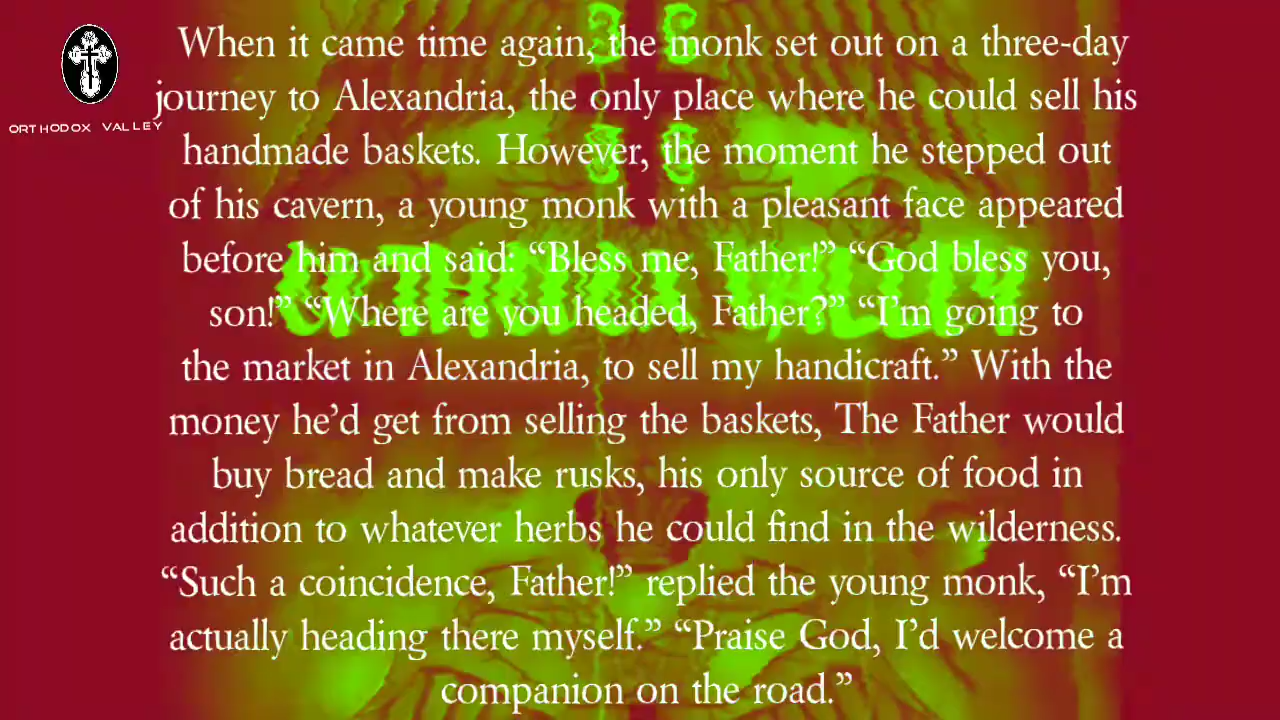 When it came time again, the monk set out on a three-day
journey to Alexandria, the only place where he could sell his
handmade baskets. However, the moment he stepped out
of his cavern, a young monk with a pleasant face appeared
before him and said: “Bless me, Father!” “God bless you,
son!” “Where are you headed, Father?” “I’m going to
the market in Alexandria, to sell my handicraft.” With the
money he’d get from selling the baskets, The Father would
buy bread and make rusks, his only source of food in
addition to whatever herbs he could find in the wilderness.
“Such a coincidence, Father!” replied the young monk, “I’m
actually heading there myself.” “Praise God, I’d welcome a
companion on the road.”
ORTHODOX VALLEY